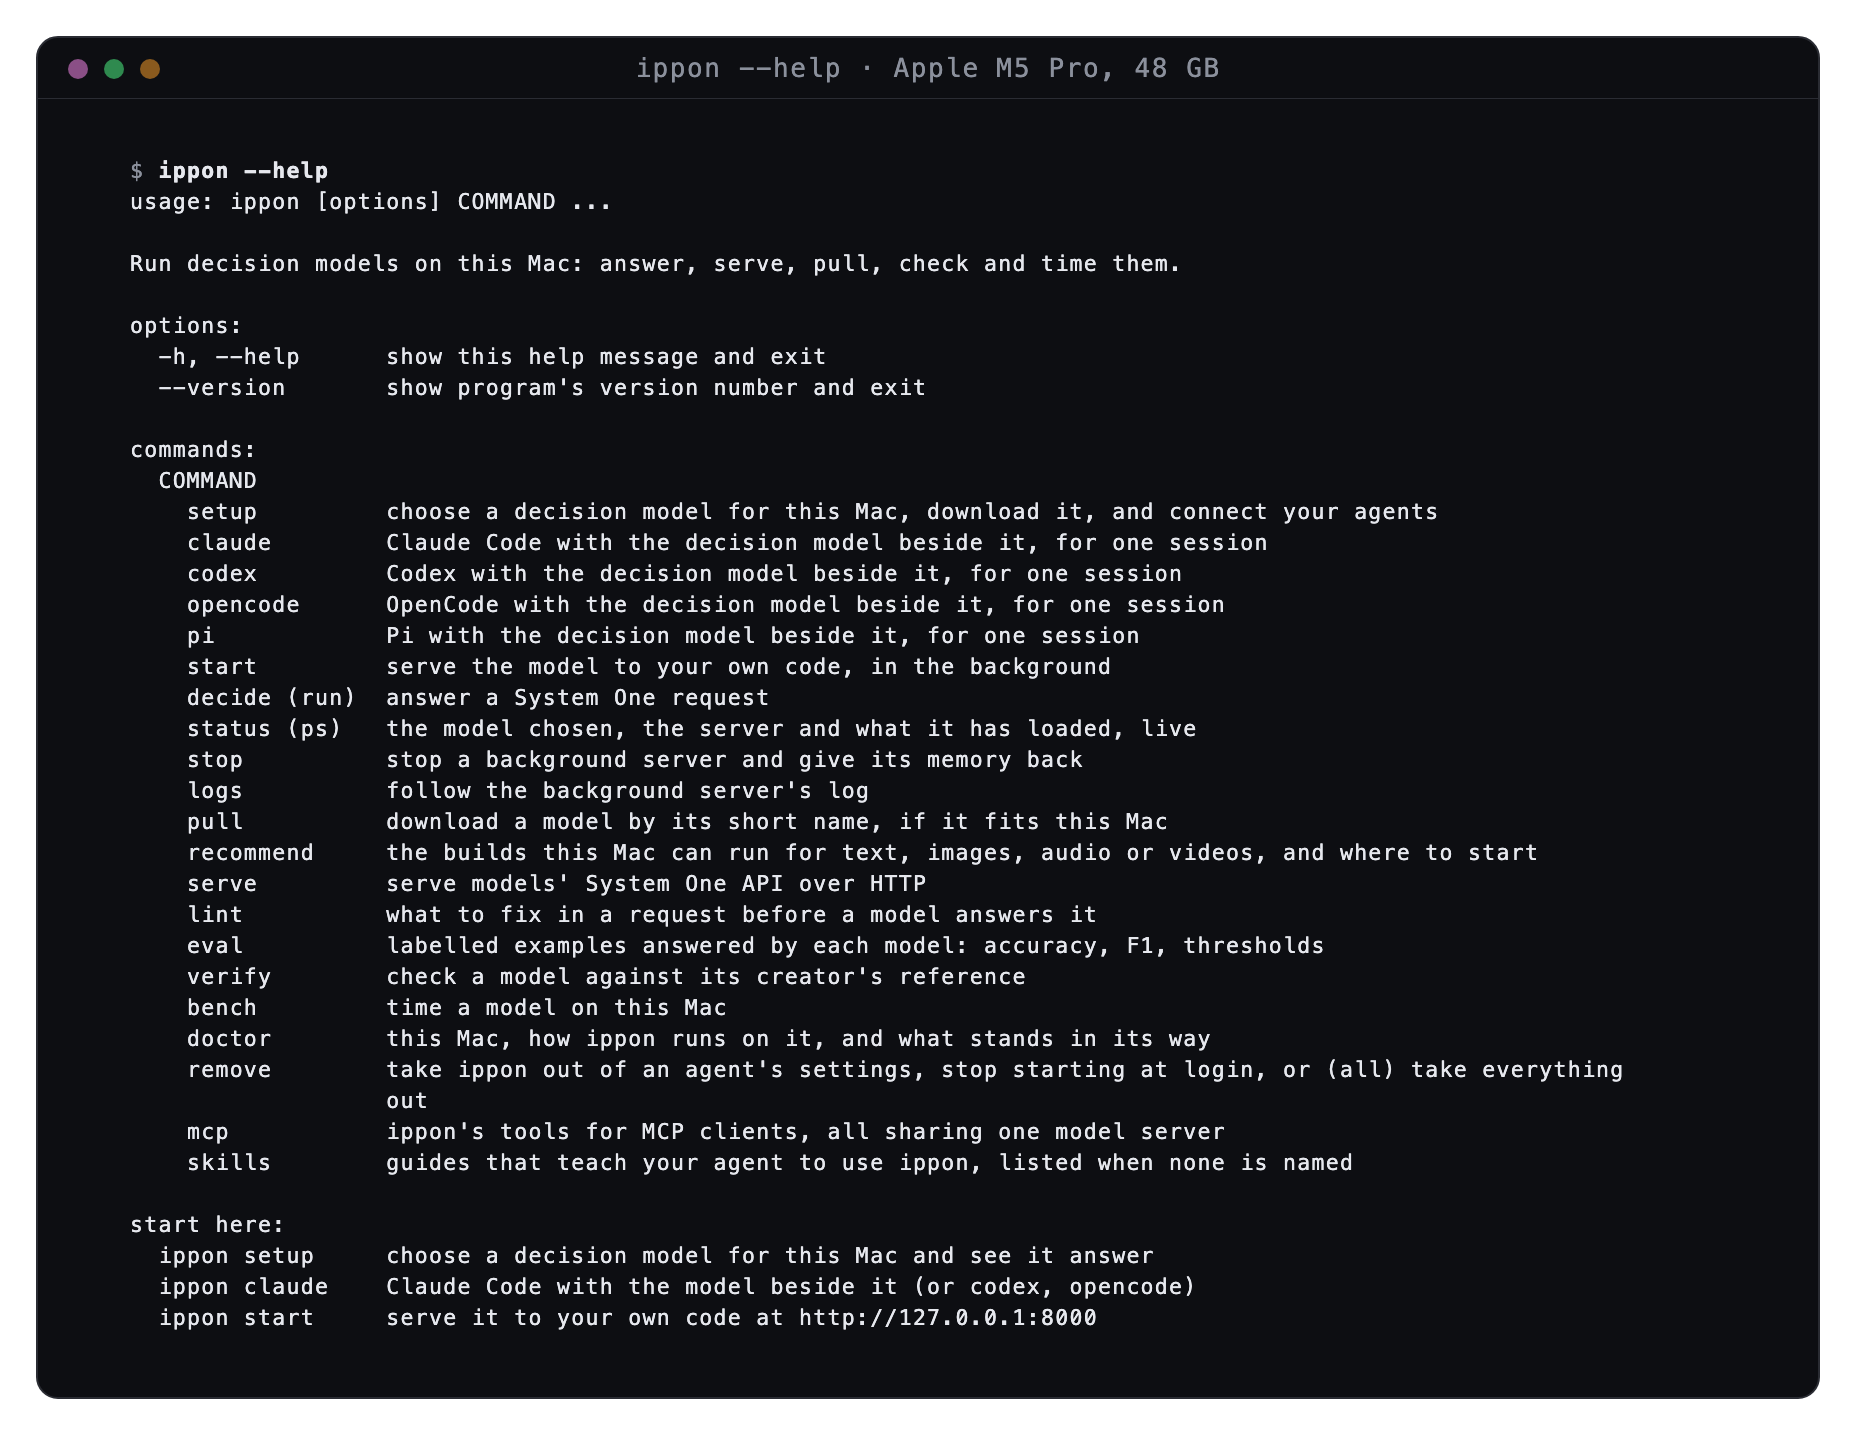 ippon --help · Apple M5 Pro, 48 GB
$ ippon --help
usage: ippon [options] COMMAND ...
Run decision models on this Mac: answer, serve, pull, check and time them.
options:
-h, --help show this help message and exit
--version show program's version number and exit
commands:
COMMAND
setup choose a decision model for this Mac, download it, and connect your agents
claude Claude Code with the decision model beside it, for one session
codex Codex with the decision model beside it, for one session
opencode OpenCode with the decision model beside it, for one session
pi Pi with the decision model beside it, for one session
start serve the model to your own code, in the background
decide (run) answer a System One request
status (ps) the model chosen, the server and what it has loaded, live
stop stop a background server and give its memory back
logs follow the background server's log
pull download a model by its short name, if it fits this Mac
recommend the builds this Mac can run for text, images, audio or videos, and where to start
serve serve models' System One API over HTTP
lint what to fix in a request before a model answers it
eval labelled examples answered by each model: accuracy, F1, thresholds
verify check a model against its creator's reference
bench time a model on this Mac
doctor this Mac, how ippon runs on it, and what stands in its way
remove take ippon out of an agent's settings, stop starting at login, or (all) take everything
out
mcp ippon's tools for MCP clients, all sharing one model server
skills guides that teach your agent to use ippon, listed when none is named
start here:
ippon setup choose a decision model for this Mac and see it answer
ippon claude Claude Code with the model beside it (or codex, opencode)
ippon start serve it to your own code at http://127.0.0.1:8000